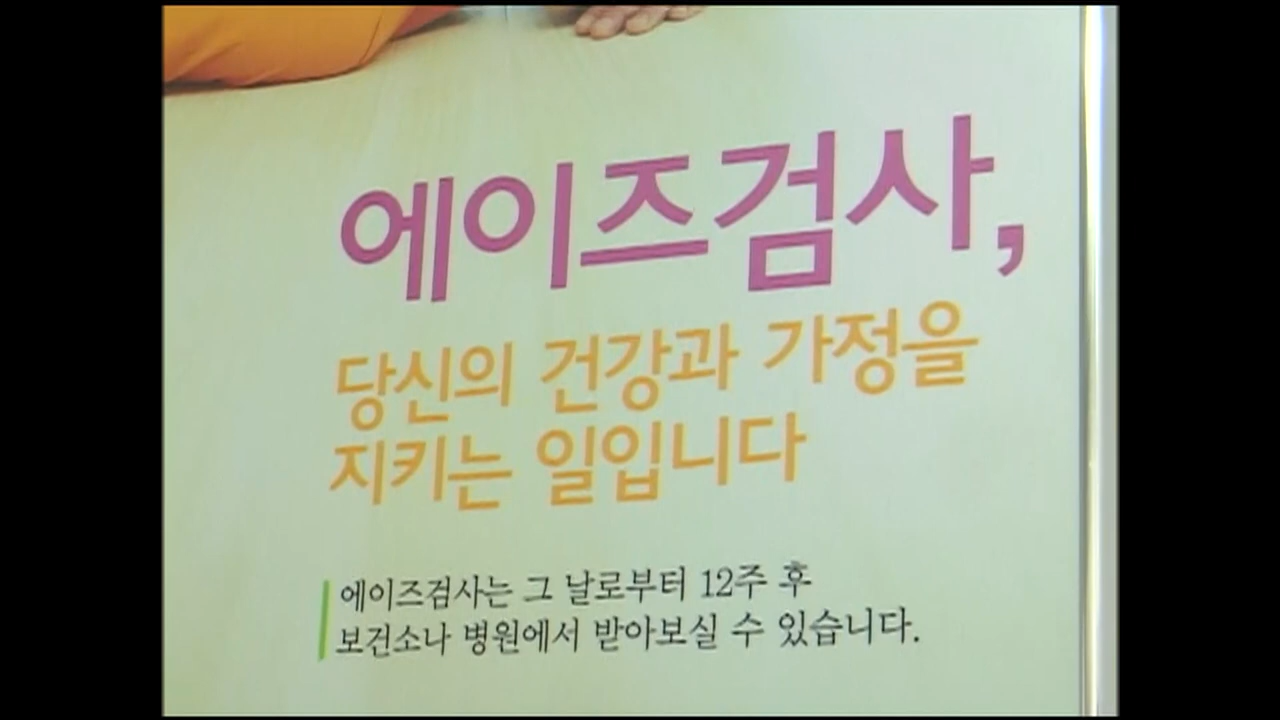 에이즈검사,
당신의 건강과 가정을
지키는 일입니다
에이즈검사는 그 날로부터 12주 후
보건소나 병원에서 받아보실 수 있습니다.